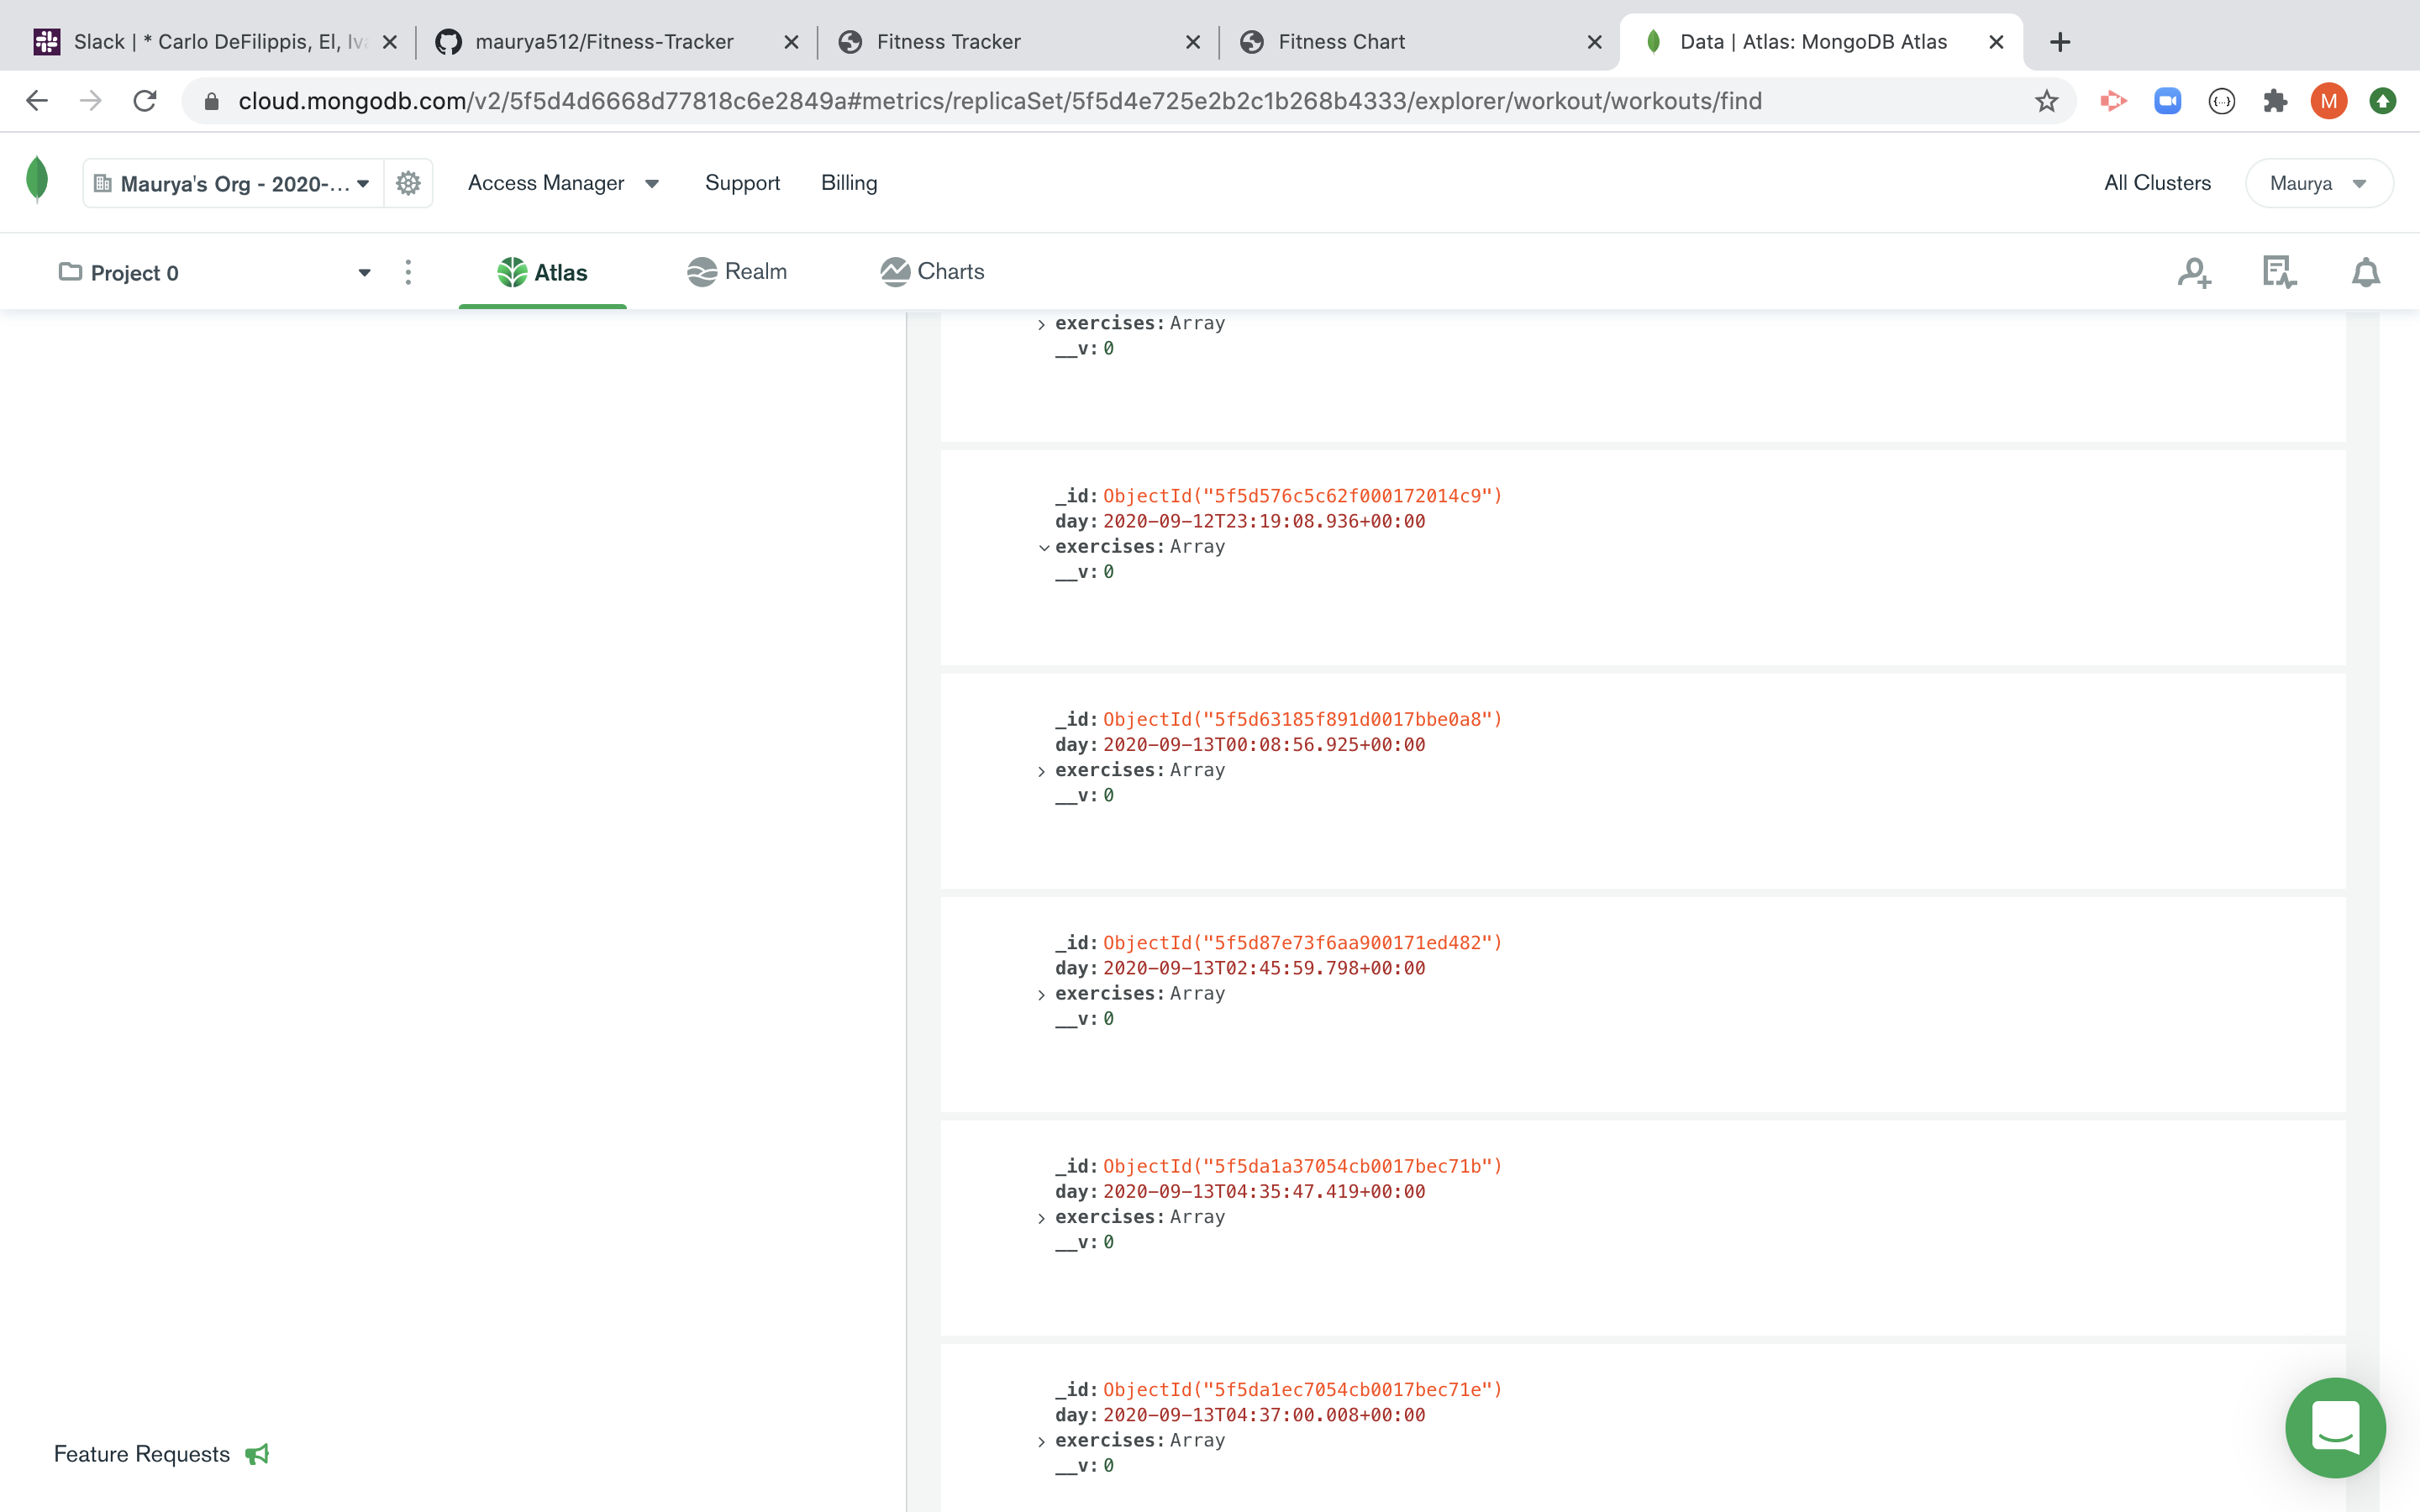 Slack | * Carlo DeFilippis, El, Iva
maurya512/Fitness-Tracker
Fitness Tracker
Fitness Chart
Data | Atlas: MongoDB Atlas
cloud.mongodb.com/v2/5f5d4d6668d77818c6e2849a#metrics/replicaSet/5f5d4e725e2b2c1b268b4333/explorer/workout/workouts/find
M
Maurya's Org - 2020-...
Access Manager
Support
Billing
All Clusters
Maurya
Project 0
Atlas
Realm
Charts
exercises: Array
__v: 0
_id: ObjectId("5f5d576c5c62f000172014c9")
day: 2020-09-12T23:19:08.936+00:00
exercises: Array
__v: 0
_id: ObjectId("5f5d63185f891d0017bbe0a8")
day: 2020-09-13T00:08:56.925+00:00
exercises: Array
__v: 0
_id: ObjectId("5f5d87e73f6aa900171ed482")
day: 2020-09-13T02:45:59.798+00:00
exercises: Array
__v: 0
_id: ObjectId("5f5da1a37054cb0017bec71b")
day: 2020-09-13T04:35:47.419+00:00
exercises: Array
__v: 0
_id: ObjectId("5f5da1ec7054cb0017bec71e")
day: 2020-09-13T04:37:00.008+00:00
exercises: Array
__v: 0
Feature Requests